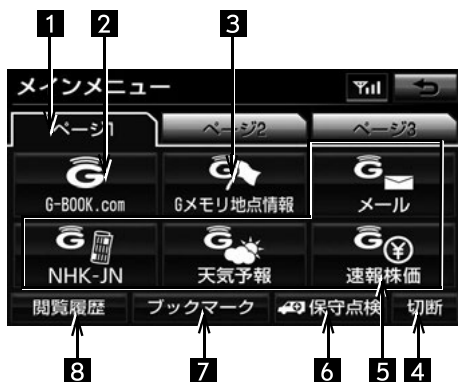 1 2 3
メインメニュー
ページ1 ページ2 ページ3
G-BOOK.com Gメモリ地点情報 メール
NHK-JN 天気予報 速報株価
閲覧履歴 ブックマーク 保守点検 切断
8 7 6 5 4